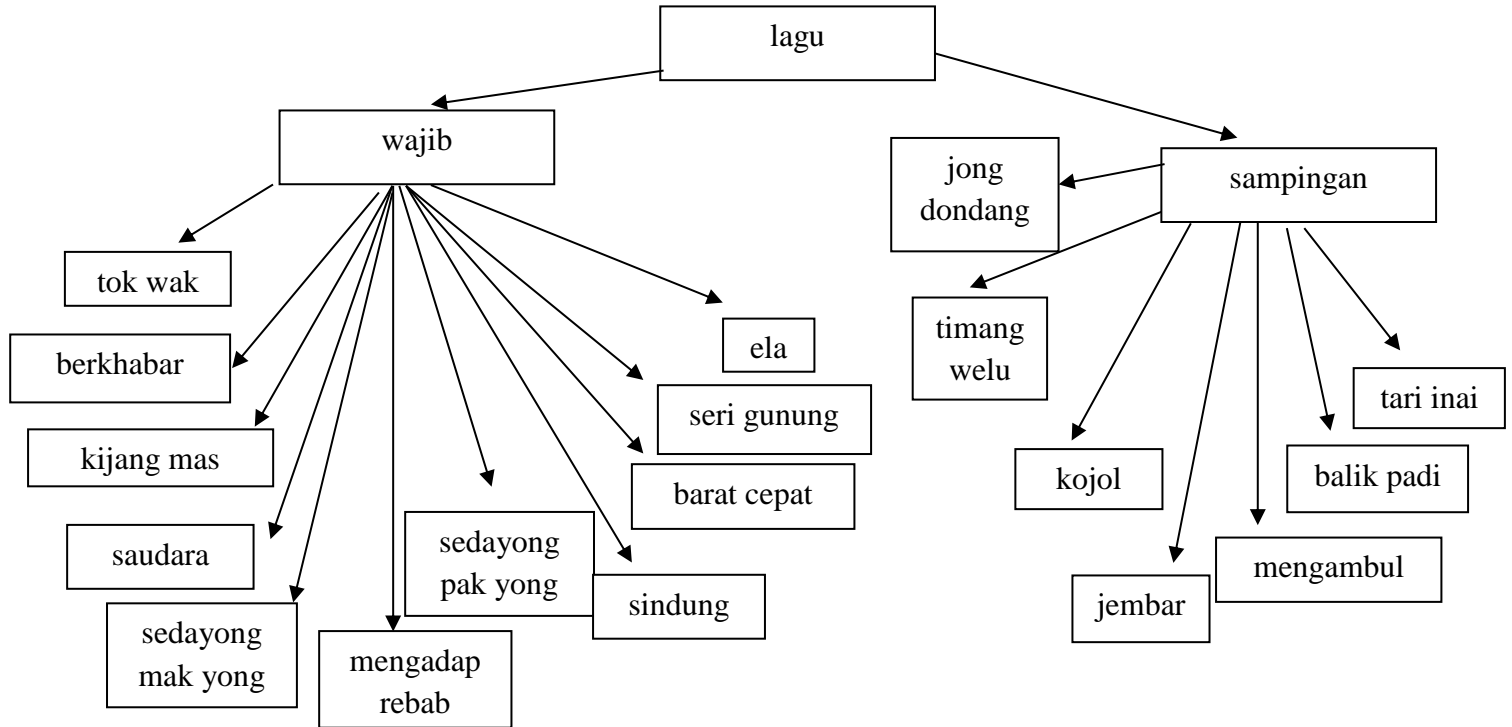 lagu
wajib
sampingan
jong
dondang
tok wak
berkhabar
kijang mas
saudara
sedayong
mak yong
mengadap
rebab
sedayong
pak yong
sindung
barat cepat
seri gunung
ela
timang
welu
kojol
jembar
mengambul
balik padi
tari inai